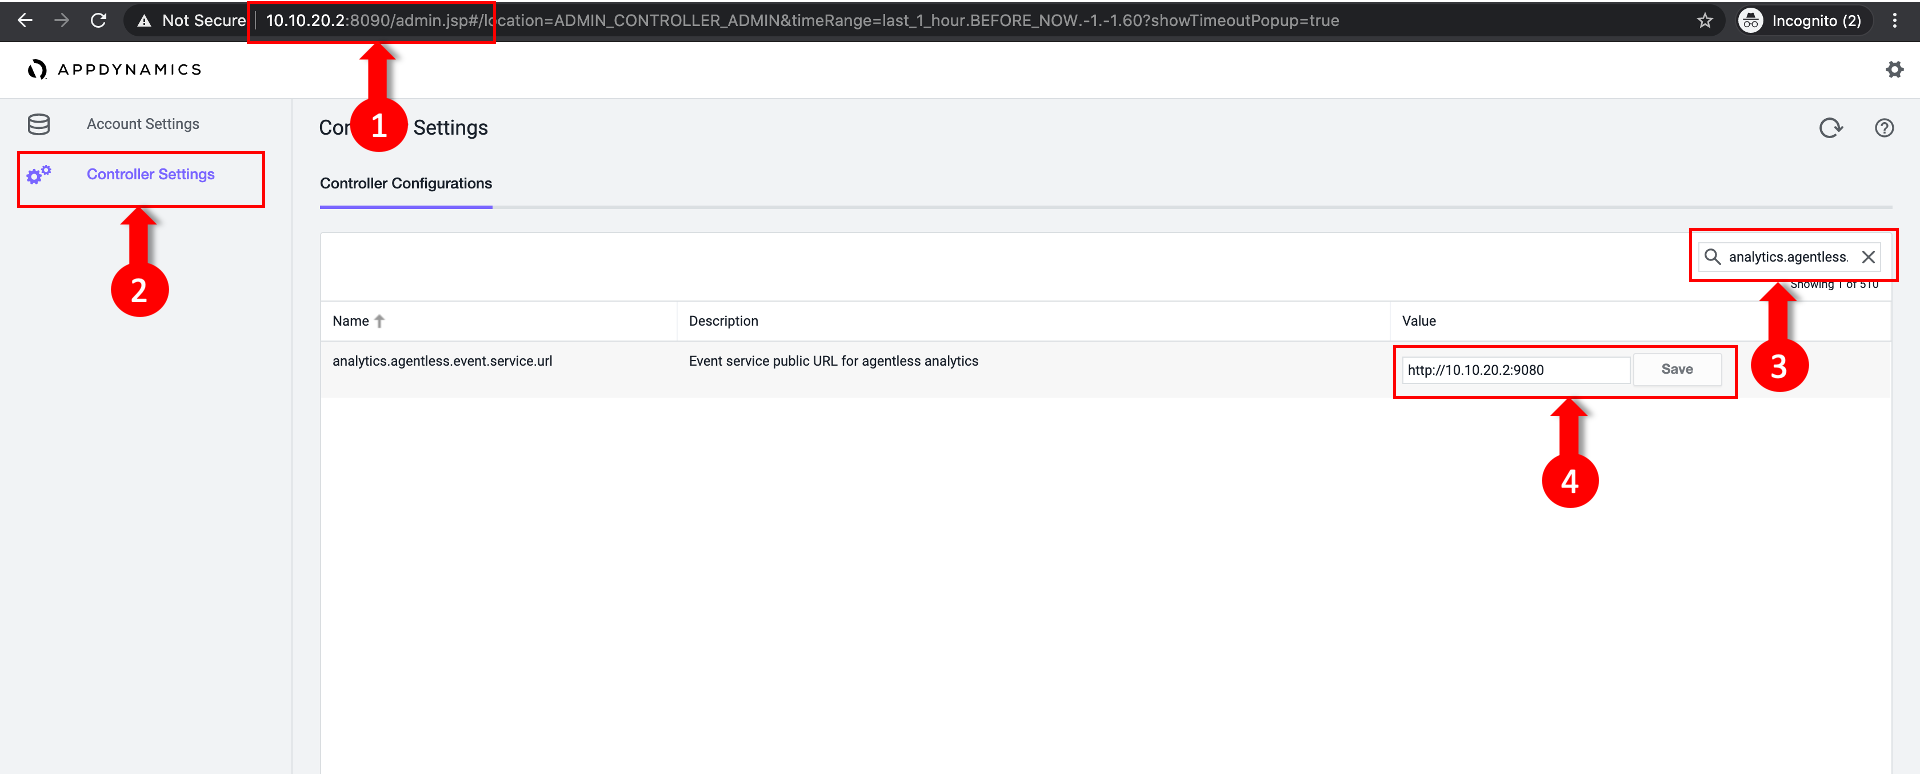 Not Secure 10.10.20.2:8090/admin.jsp#/location=ADMIN_CONTROLLER_ADMIN&timeRange=last_1_hour.BEFORE_NOW.-1.-1.60?showTimeoutPopup=true Incognito (2)
APPDYNAMICS
1
Account Settings
Controller Settings
2
Settings
Controller Configurations
analytics.agentless.
Showing 1 of 510
3
Name Description Value
analytics.agentless.event.service.url Event service public URL for agentless analytics http://10.10.20.2:9080 Save
4